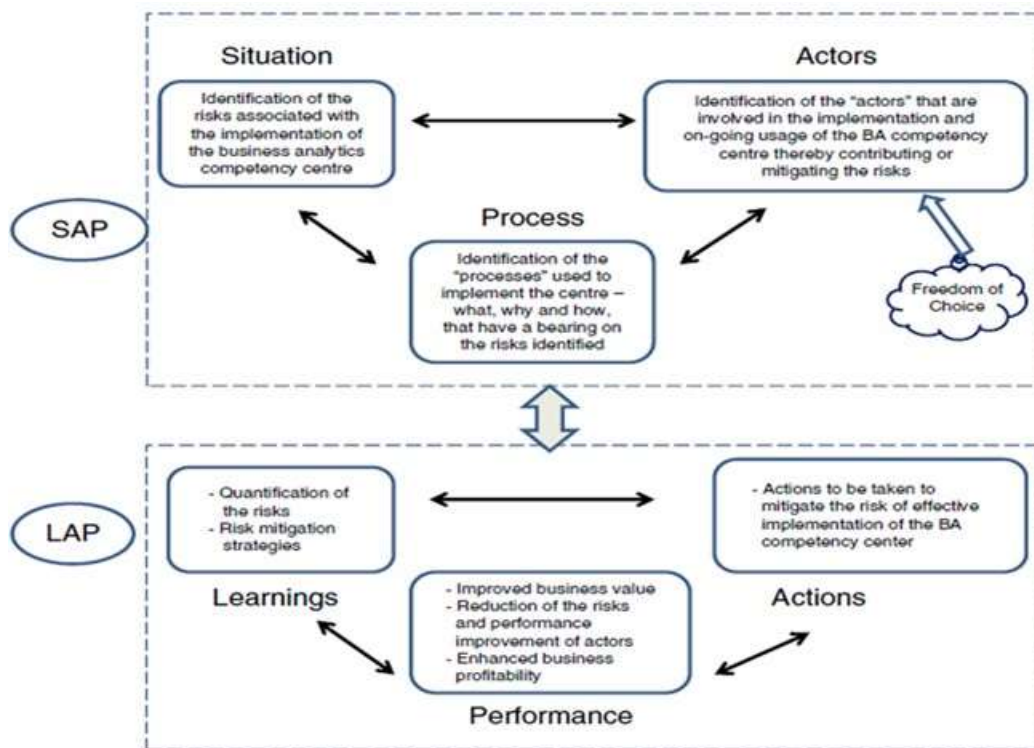 Situation
Identification of the
risks associated with
the implementation of
the business analytics
competency centre
Actors
Identification of the “actors” that are
involved in the implementation and
on-going usage of the BA competency
centre thereby contributing or
mitigating the risks
SAP
Process
Identification of the
“processes” used to
implement the centre –
what, why and how,
that have a bearing on
the risks identified
Freedom of
Choice
LAP
- Quantification of
the risks
- Risk mitigation
strategies
Learnings
- Actions to be taken to
mitigate the risk of effective
implementation of the BA
competency center
Actions
- Improved business value
- Reduction of the risks
and performance
improvement of actors
- Enhanced business
profitability
Performance